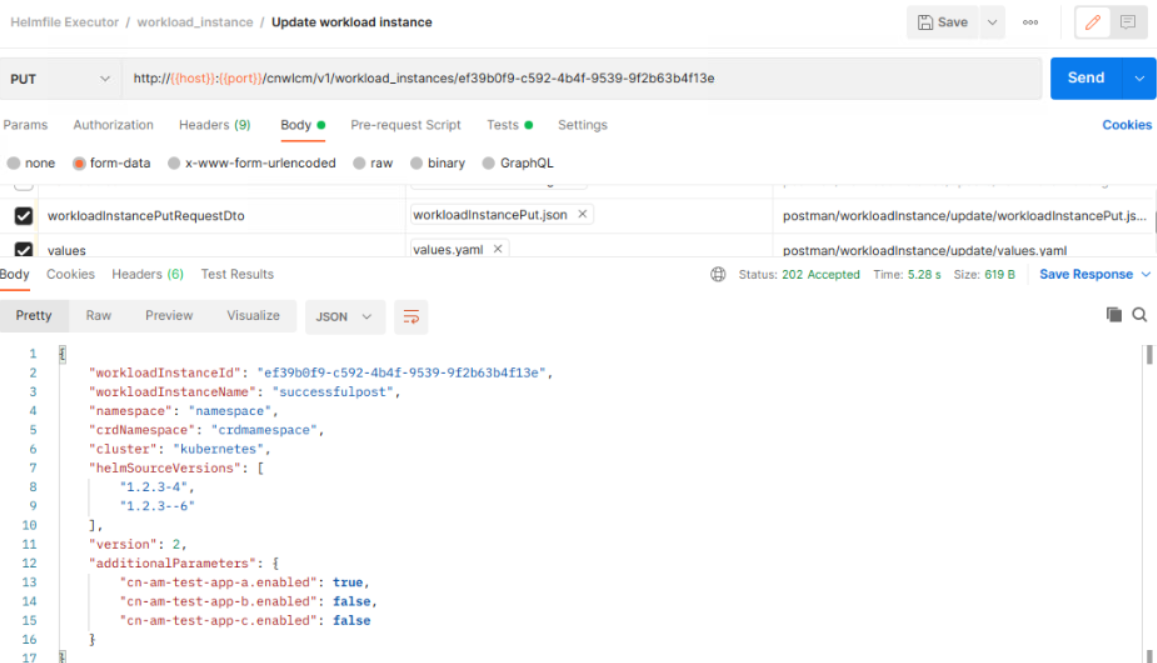 Helmfile Executor / workload_instance / Update workload instance
Save
PUT
http://{{host}}:{{port}}/cnwlcm/v1/workload_instances/ef39b0f9-c592-4b4f-9539-9f2b63b4f13e
Send
Params Authorization Headers (9) Body Pre-request Script Tests Settings Cookies
none form-data x-www-form-urlencoded raw binary GraphQL
workloadInstancePutRequestDto workloadInstancePut.json × postman/workloadInstance/update/workloadInstancePut.js...
values values.yaml × postman/workloadInstance/update/values.yaml
Body Cookies Headers (6) Test Results Status: 202 Accepted Time: 5.28 s Size: 619 B Save Response
Pretty Raw Preview Visualize JSON
1 {
2 "workloadInstanceId": "ef39b0f9-c592-4b4f-9539-9f2b63b4f13e",
3 "workloadInstanceName": "successfulpost",
4 "namespace": "namespace",
5 "crdNamespace": "crdmamespace",
6 "cluster": "kubernetes",
7 "helmSourceVersions": [
8 "1.2.3-4",
9 "1.2.3--6"
10 ],
11 "version": 2,
12 "additionalParameters": {
13 "cn-am-test-app-a.enabled": true,
14 "cn-am-test-app-b.enabled": false,
15 "cn-am-test-app-c.enabled": false
16 }
17 }